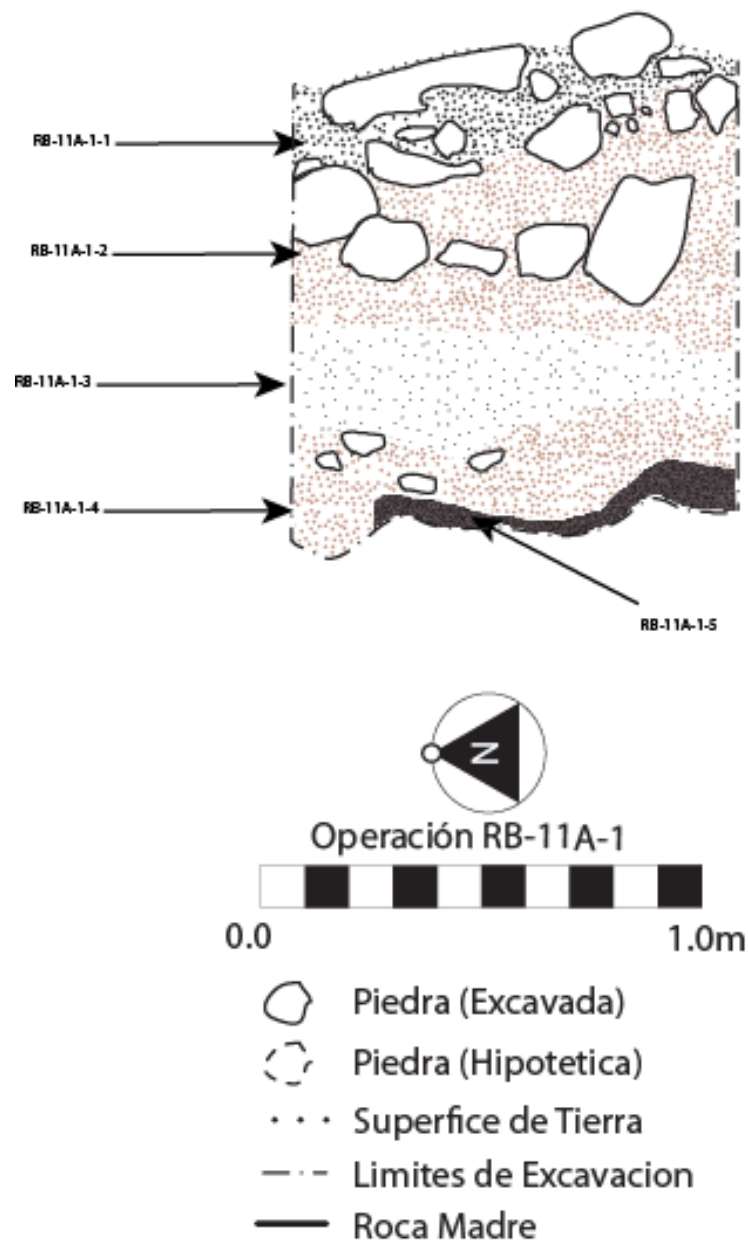 RB-11A-1-1
RB-11A-1-2
RB-11A-1-3
RB-11A-1-4
RB-11A-1-5
N
Operación RB-11A-1
0.0 1.0m
Piedra (Excavada)
Piedra (Hipotetica)
Superfice de Tierra
Limites de Excavacion
Roca Madre